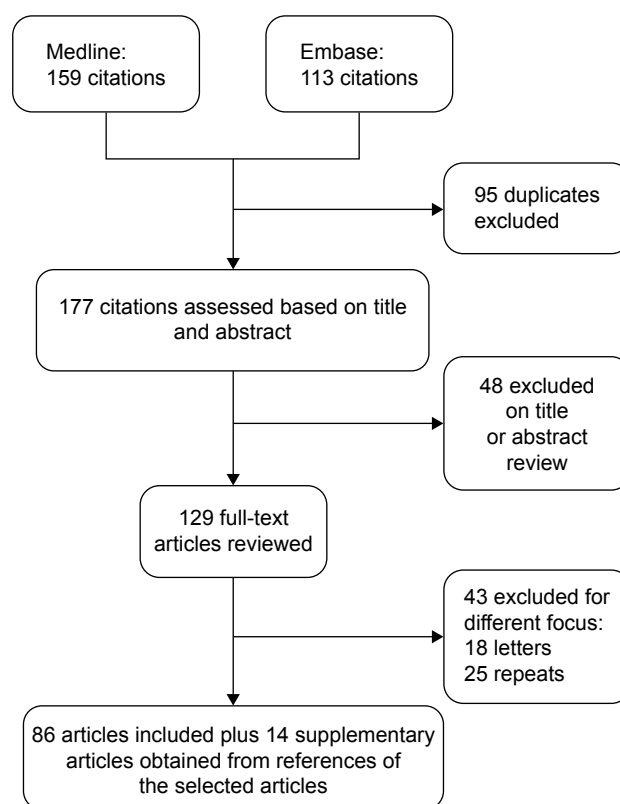 Medline:
159 citations
Embase:
113 citations
95 duplicates
excluded
177 citations assessed based on title
and abstract
48 excluded
on title
or abstract
review
129 full-text
articles reviewed
43 excluded for
different focus:
18 letters
25 repeats
86 articles included plus 14 supplementary
articles obtained from references of
the selected articles